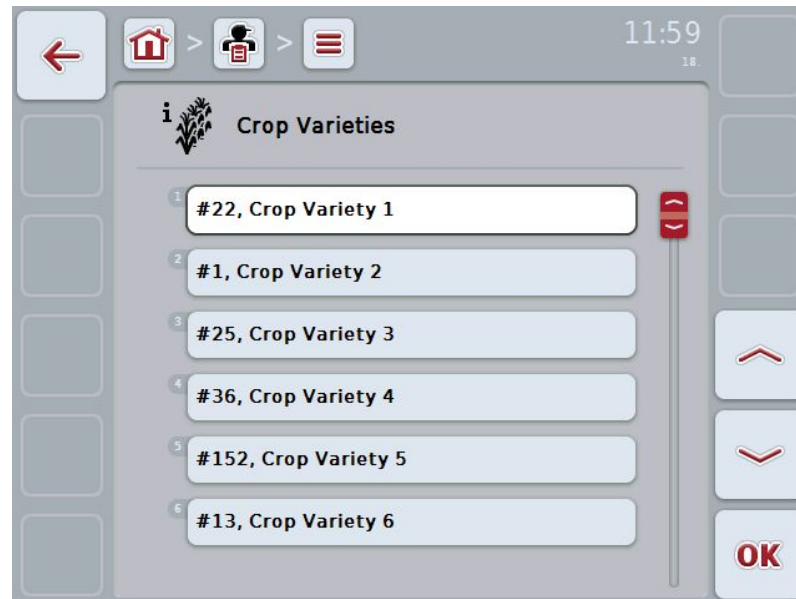 11:59
18.
i
Crop Varieties
1
#22, Crop Variety 1
2
#1, Crop Variety 2
3
#25, Crop Variety 3
4
#36, Crop Variety 4
5
#152, Crop Variety 5
6
#13, Crop Variety 6
OK